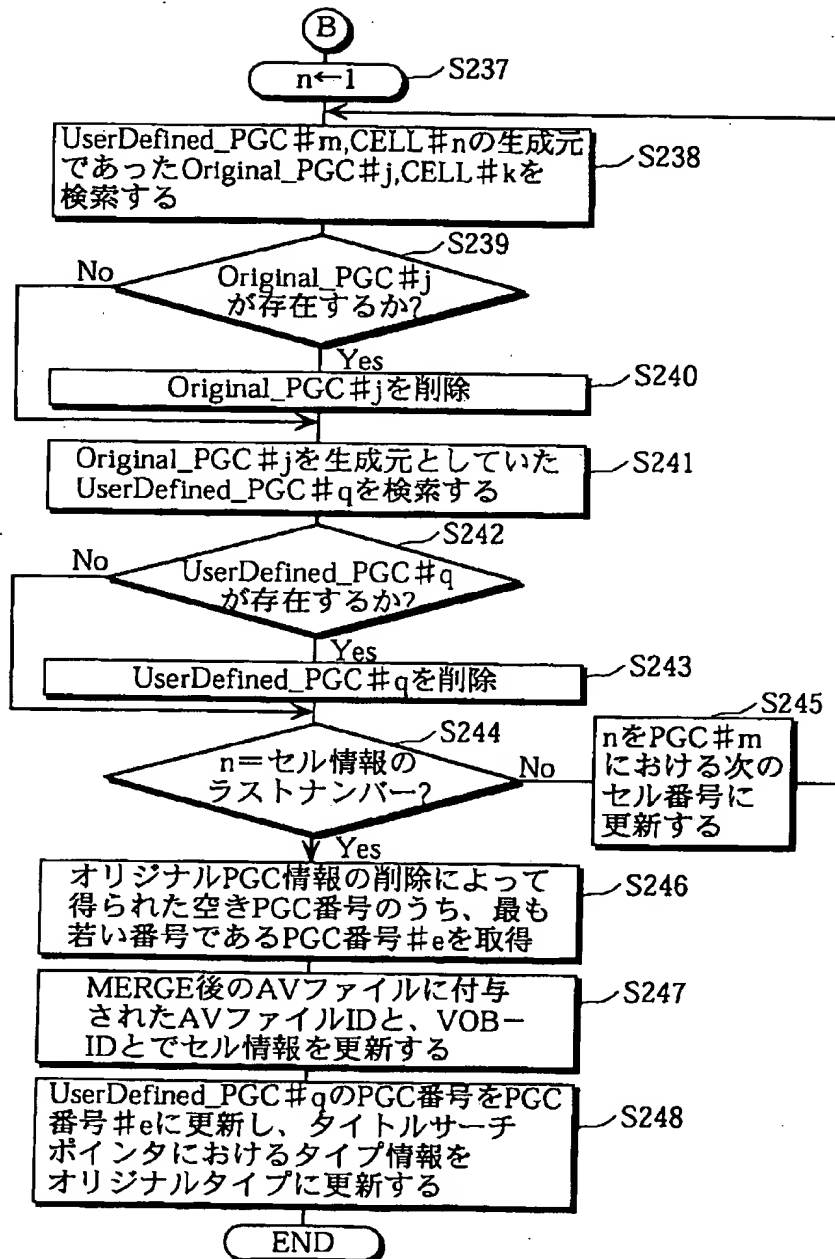 B
n←1
S237
UserDefined_PGC#m,CELL#nの生成元
であったOriginal_PGC#j,CELL#kを
検索する
S238
S239
No
Original_PGC#j
が存在するか?
Yes
Original_PGC#jを削除
S240
Original_PGC#jを生成元としていた
UserDefined_PGC#qを検索する
S241
S242
No
UserDefined_PGC#q
が存在するか?
Yes
UserDefined_PGC#qを削除
S243
S244
n=セル情報の
ラストナンバー?
No
S245
nをPGC#m
における次の
セル番号に
更新する
Yes
オリジナルPGC情報の削除によって
得られた空きPGC番号のうち、最も
若い番号であるPGC番号#eを取得
S246
MERGE後のAVファイルに付与
されたAVファイルIDと、VOB-
IDとでセル情報を更新する
S247
UserDefined_PGC#qのPGC番号をPGC
番号#eに更新し、タイトルサーチ
ポインタにおけるタイプ情報を
オリジナルタイプに更新する
S248
END